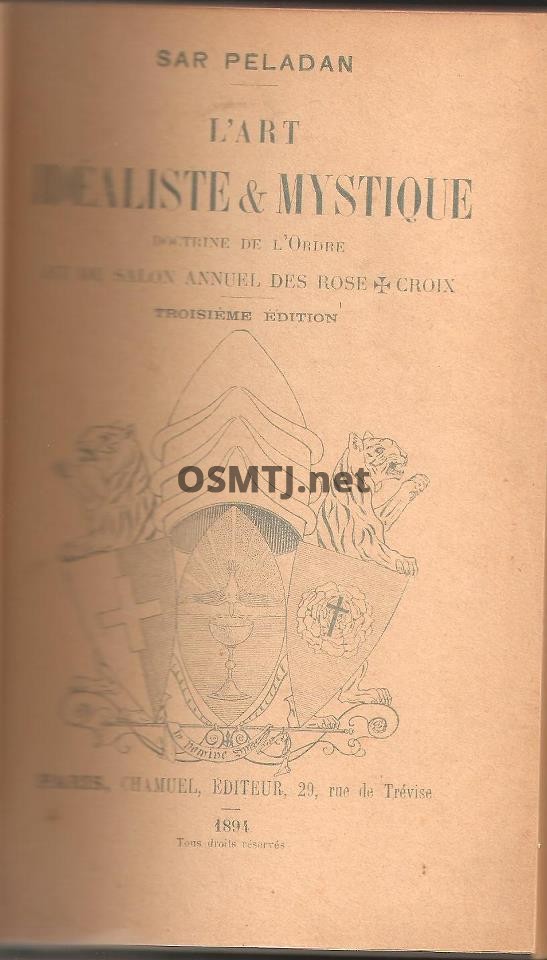 SAR PELADAN
L'ART
IDÉALISTE & MYSTIQUE
DOCTRINE DE L'ORDRE
ET DU SALON ANNUEL DES ROSE ✠ CROIX
TROISIÈME ÉDITION
OSMTJ.net
PARIS, CHAMUEL, ÉDITEUR, 29, rue de Trévise
1894
Tous droits réservés